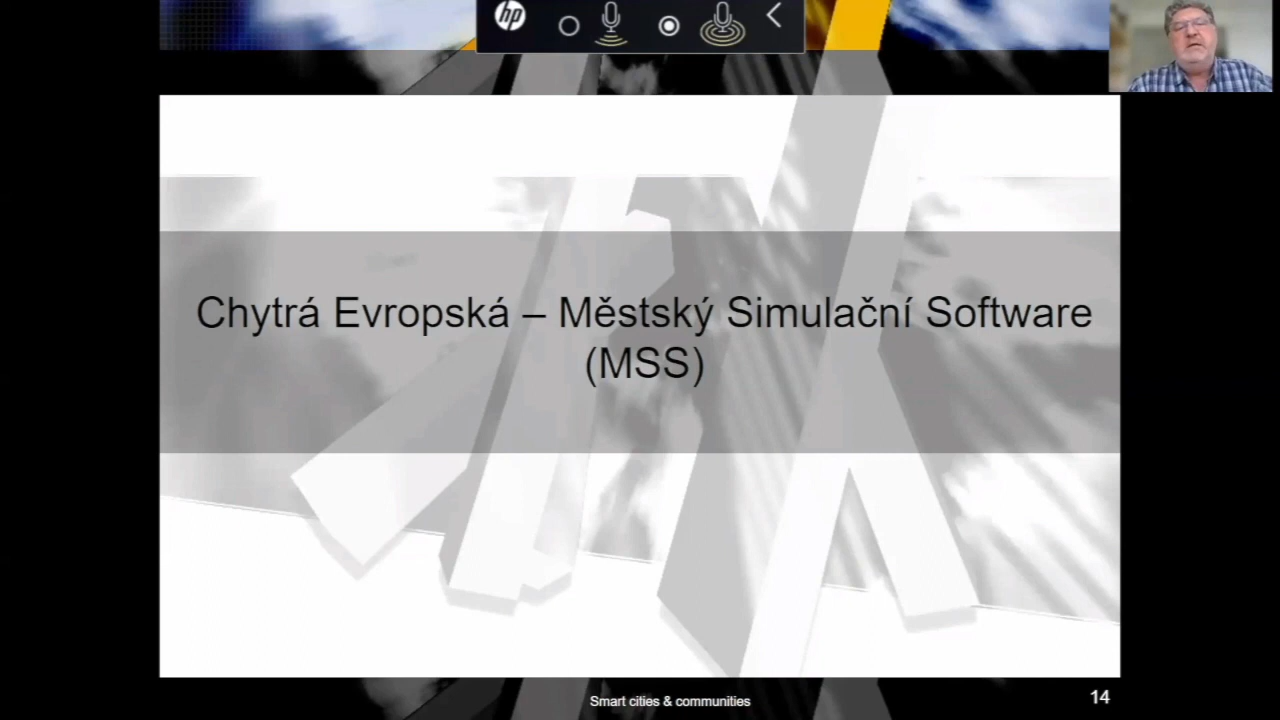 hp
Chytrá Evropská – Městský Simulační Software
(MSS)
Smart cities & communities
14